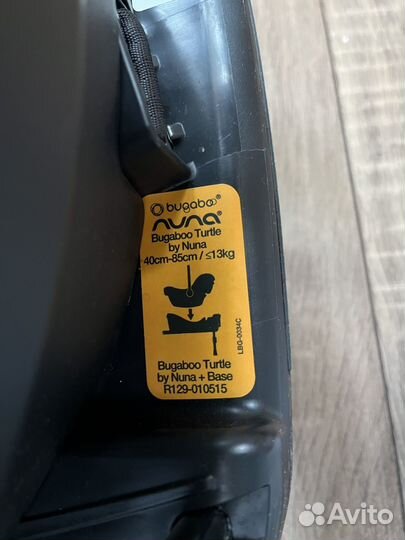 bugaboo®
nuna®
Bugaboo Turtle
by Nuna
40cm-85cm / ≤13kg
LBG-0034C
Bugaboo Turtle
by Nuna + Base
R129-010515
Avito